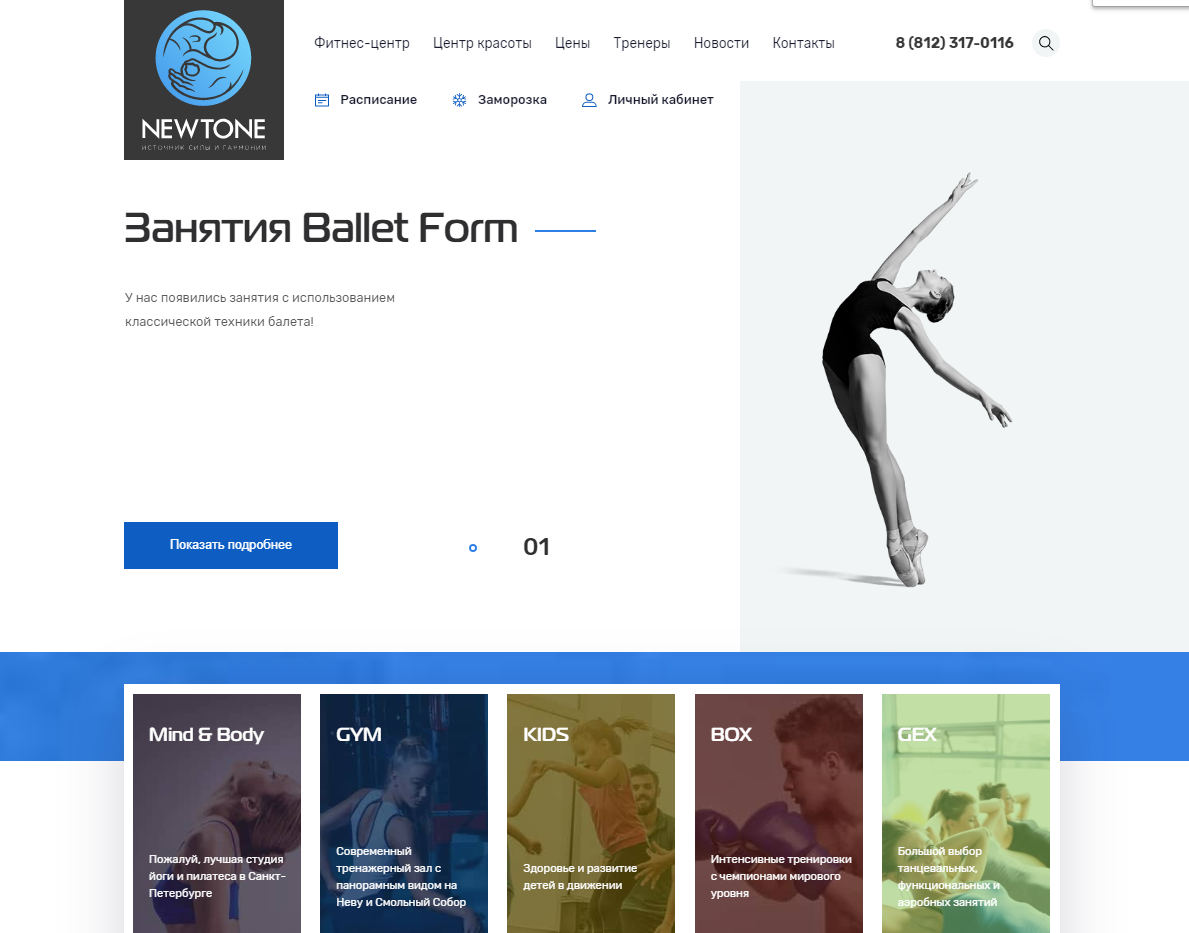 NEWTONE
ИСТОЧНИК СИЛЫ И ГАРМОНИИ
Фитнес-центр
Центр красоты
Цены
Тренеры
Новости
Контакты
8 (812) 317-0116
Расписание
Заморозка
Личный кабинет
Занятия Ballet Form
У нас появились занятия с использованием
классической техники балета!
Показать подробнее
01
Mind & Body
Пожалуй, лучшая студия
йоги и пилатеса в Санкт-
Петербурге
GYM
Современный
тренажерный зал с
панорамным видом на
Неву и Смольный Собор
KIDS
Здоровье и развитие
детей в движении
BOX
Интенсивные тренировки
с чемпионами мирового
уровня
GEX
Большой выбор
танцевальных,
функциональных и
аэробных занятий